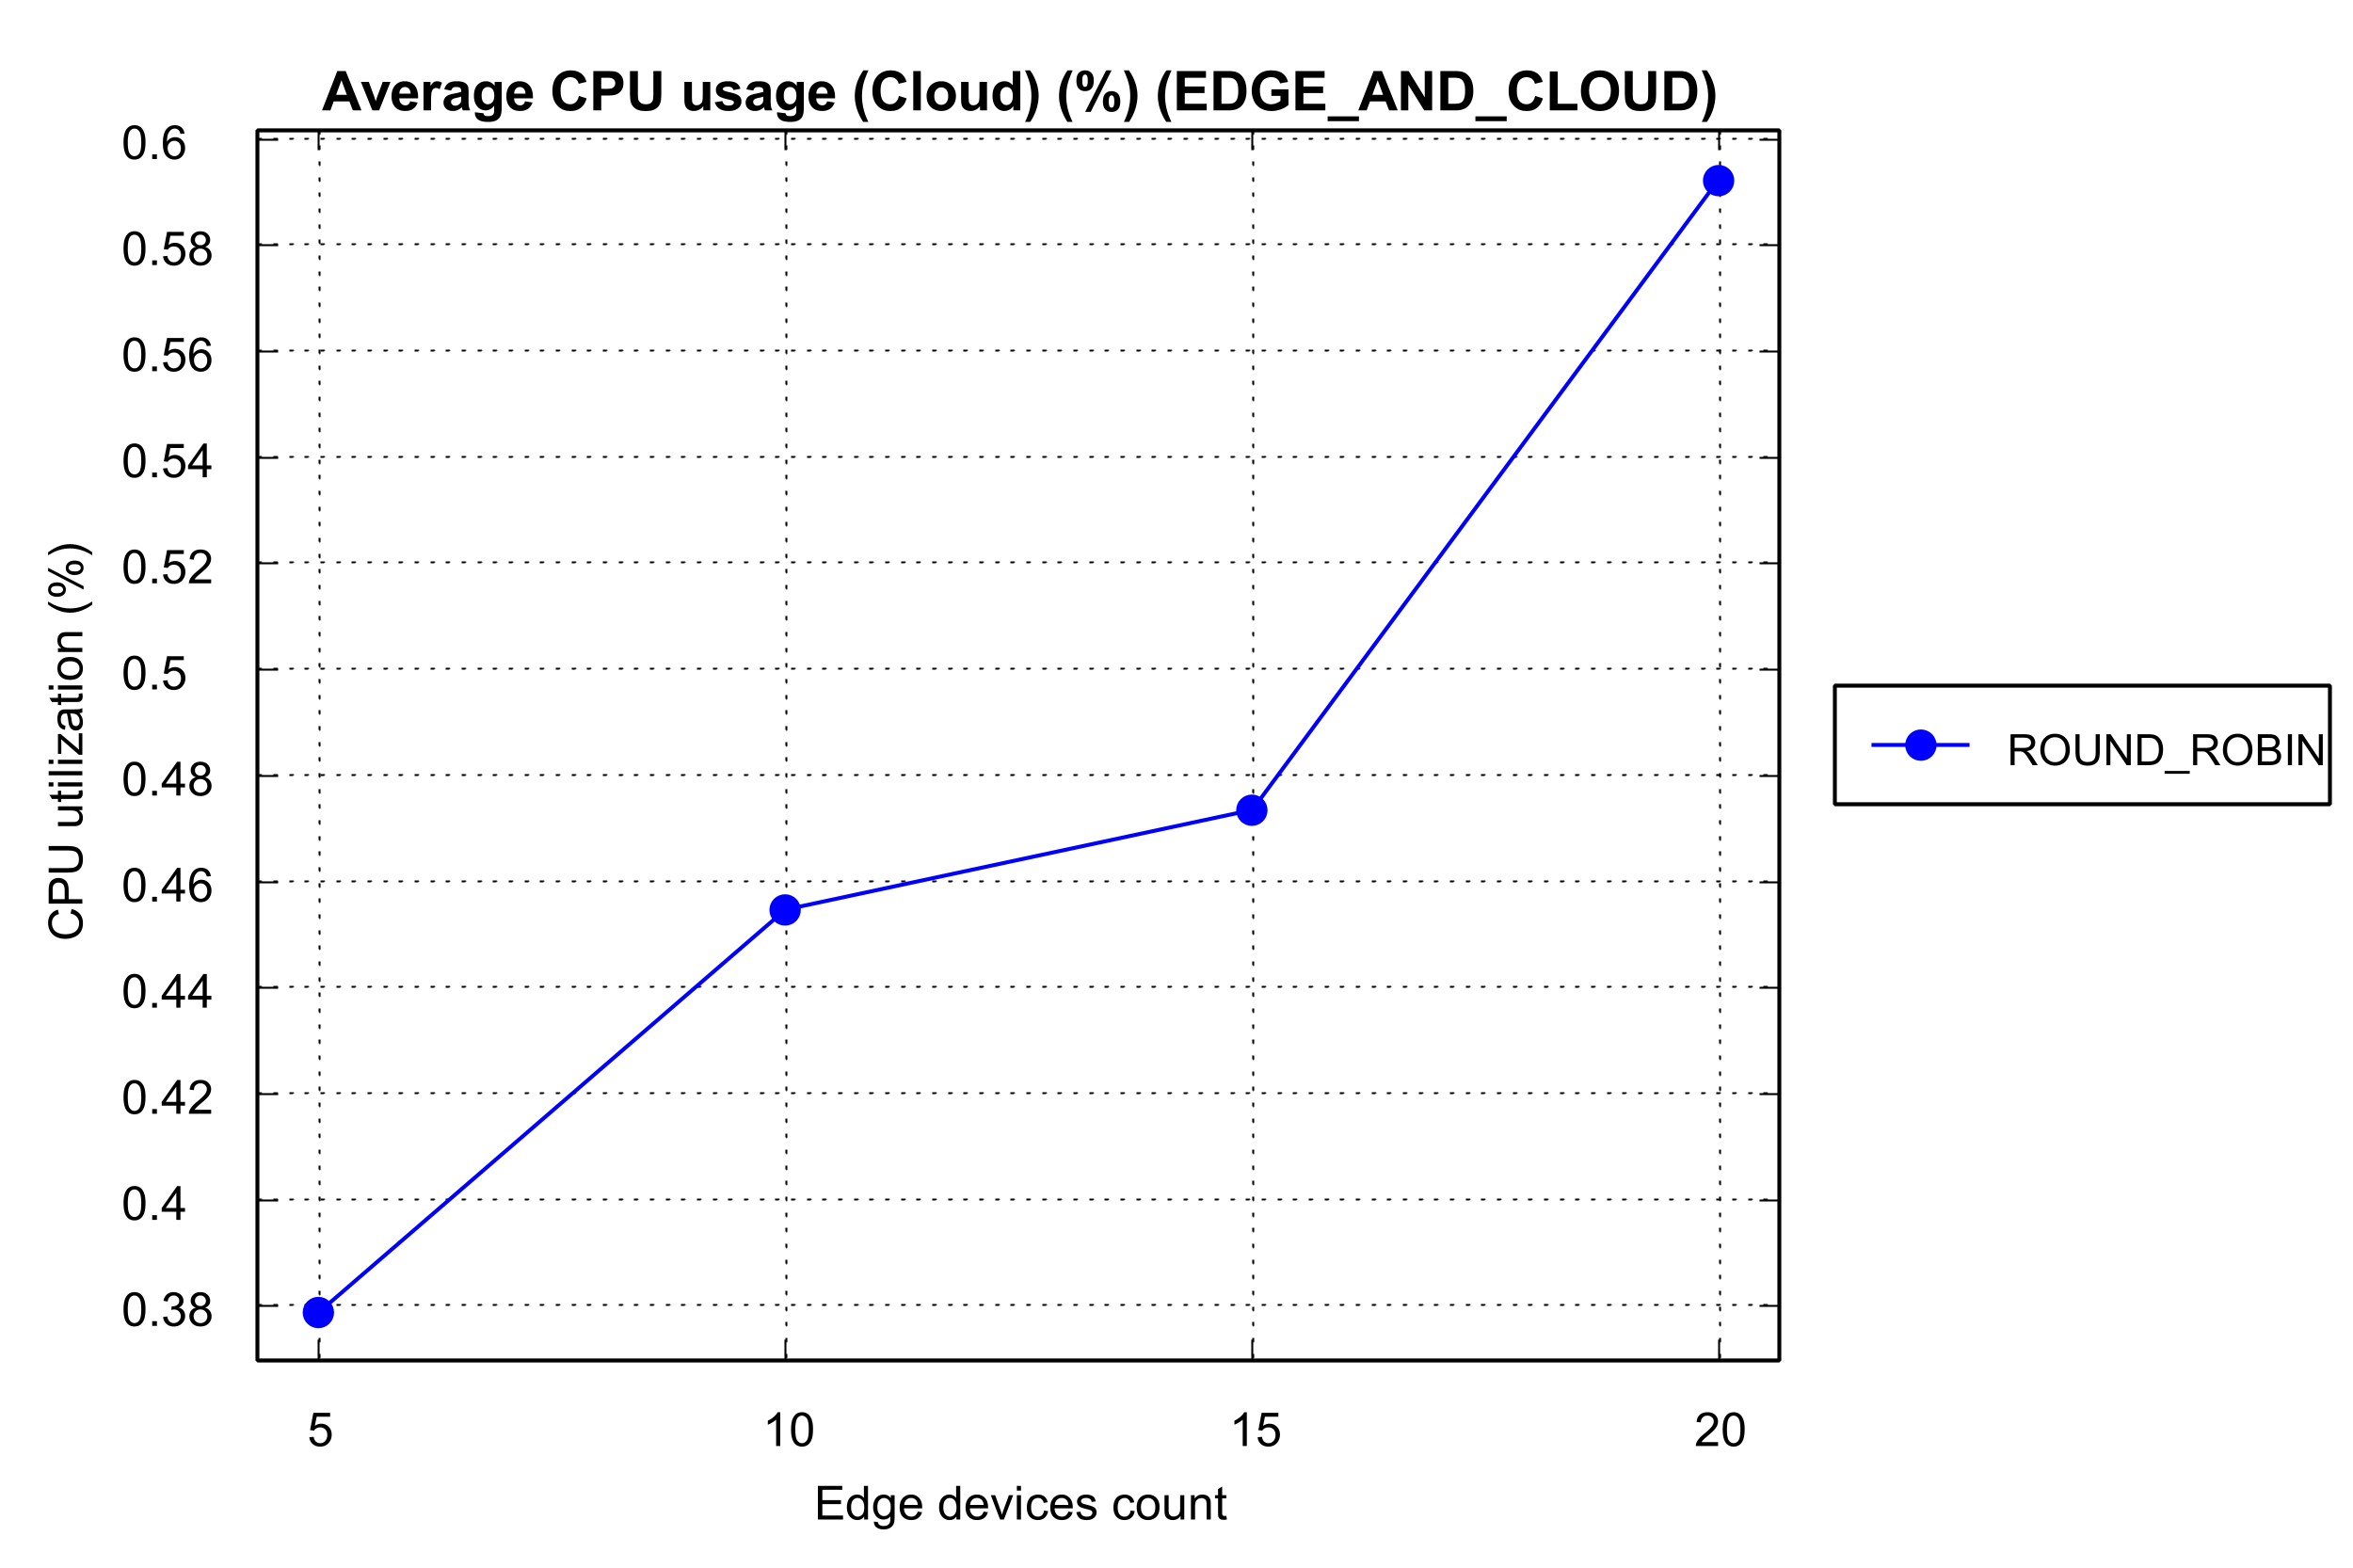 Average CPU usage (Cloud) (%) (EDGE_AND_CLOUD)
0.6
0.58
0.56
0.54
0.52
0.5
0.48
0.46
0.44
0.42
0.4
0.38
CPU utilization (%)
ROUND_ROBIN
5 10 15 20
Edge devices count